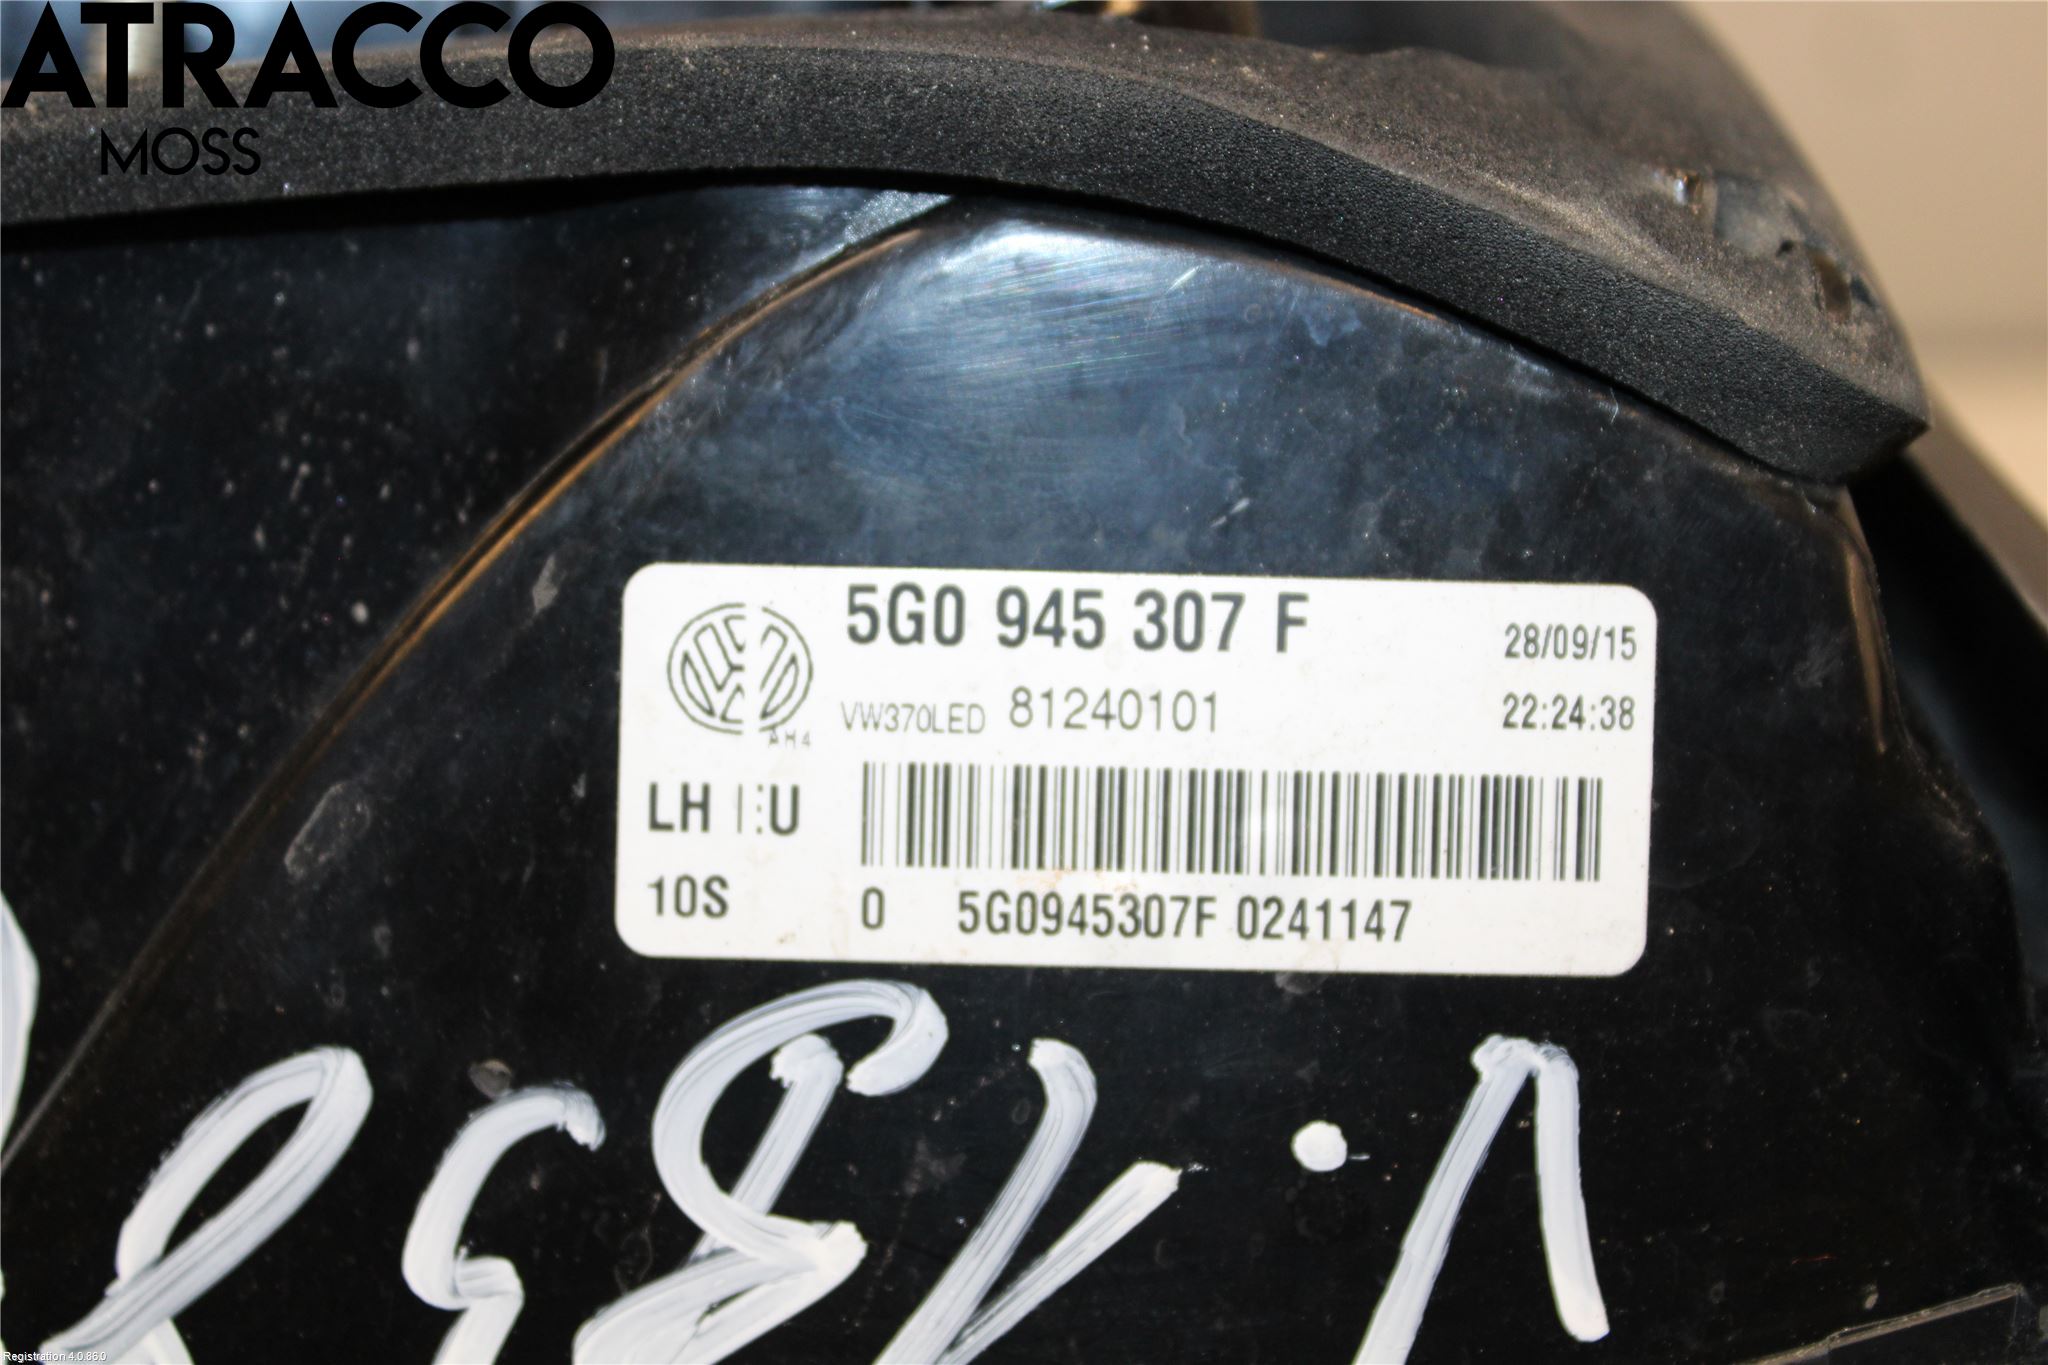 ATRACCO
MOSS
5G0 945 307 F
28/09/15
VW370LED 81240101
22:24:38
AH4
LH EU
10S
0 5G0945307F 0241147
Registration 4.0.86.0